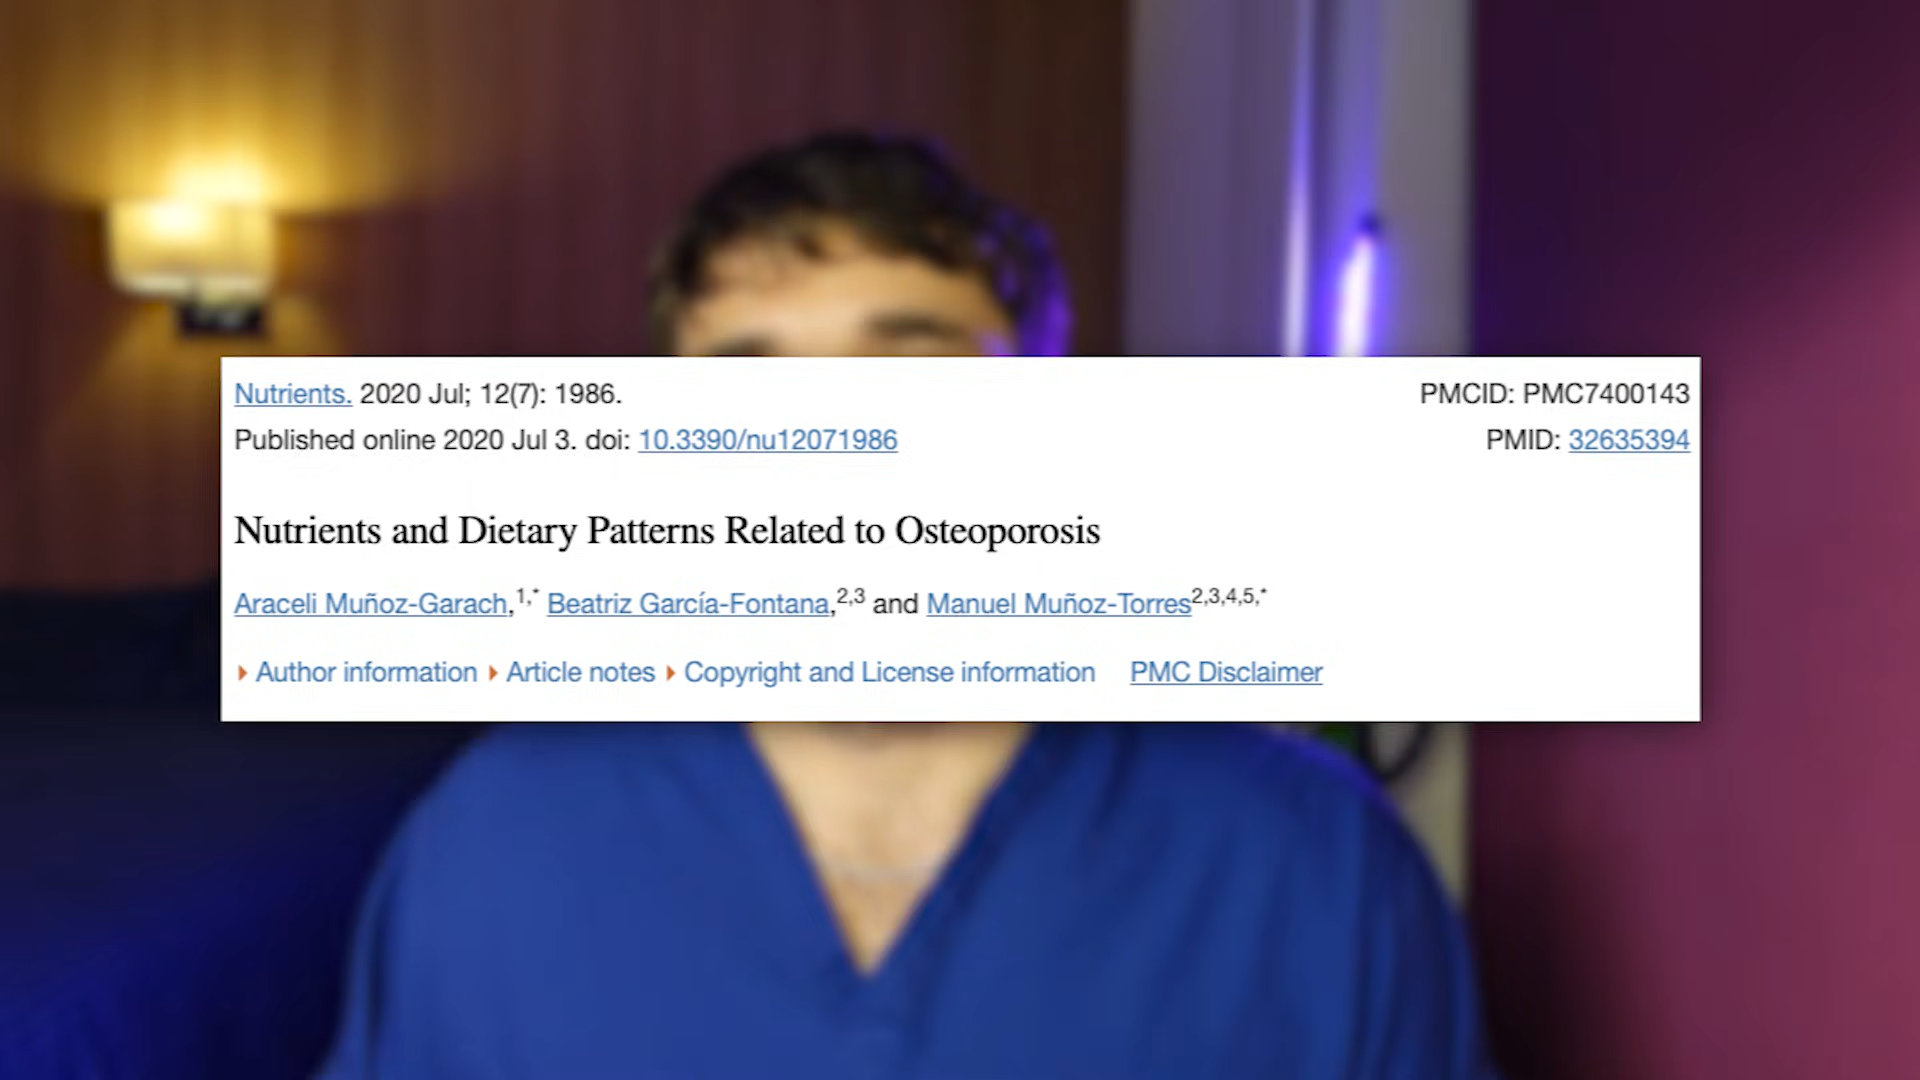 Nutrients. 2020 Jul; 12(7): 1986. PMCID: PMC7400143
Published online 2020 Jul 3. doi: 10.3390/nu12071986 PMID: 32635394
Nutrients and Dietary Patterns Related to Osteoporosis
Araceli Muñoz-Garach,1,* Beatriz García-Fontana,2,3 and Manuel Muñoz-Torres2,3,4,5,*
Author information Article notes Copyright and License information PMC Disclaimer